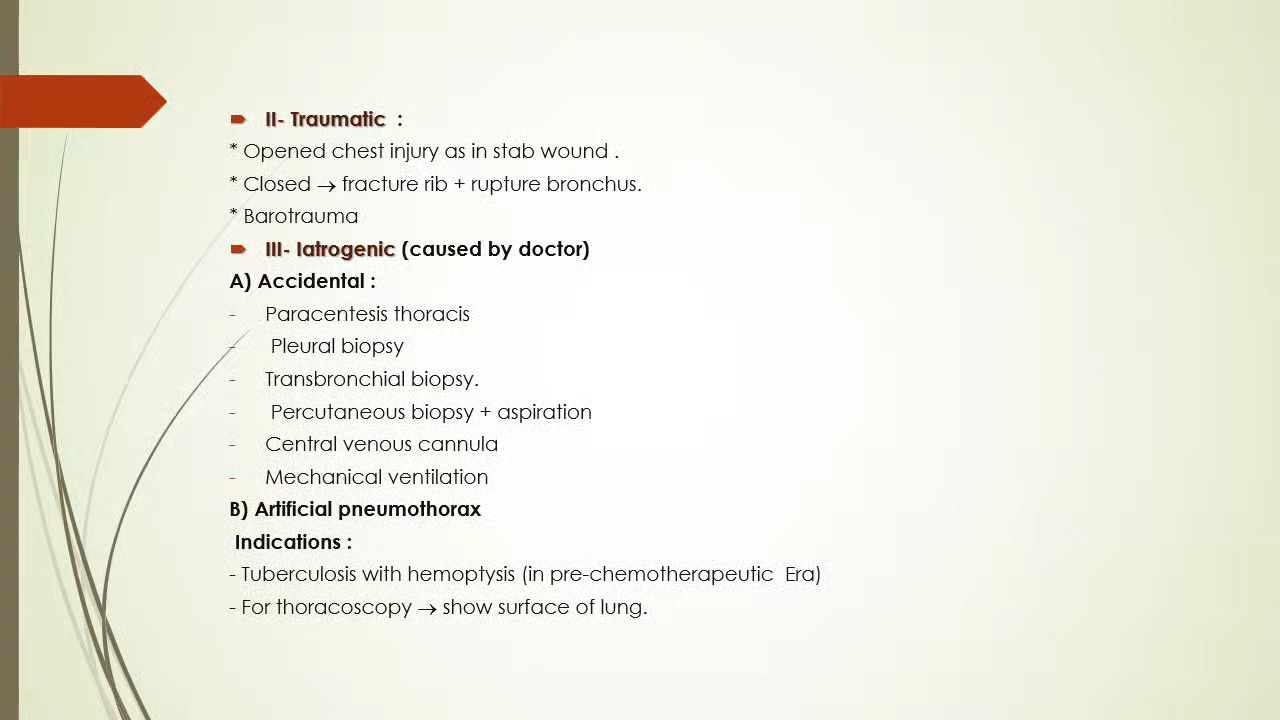 II- Traumatic :
* Opened chest injury as in stab wound .
* Closed → fracture rib + rupture bronchus.
* Barotrauma
III- Iatrogenic (caused by doctor)
A) Accidental :
- Paracentesis thoracis
- Pleural biopsy
- Transbronchial biopsy.
- Percutaneous biopsy + aspiration
- Central venous cannula
- Mechanical ventilation
B) Artificial pneumothorax
Indications :
- Tuberculosis with hemoptysis (in pre-chemotherapeutic Era)
- For thoracoscopy → show surface of lung.